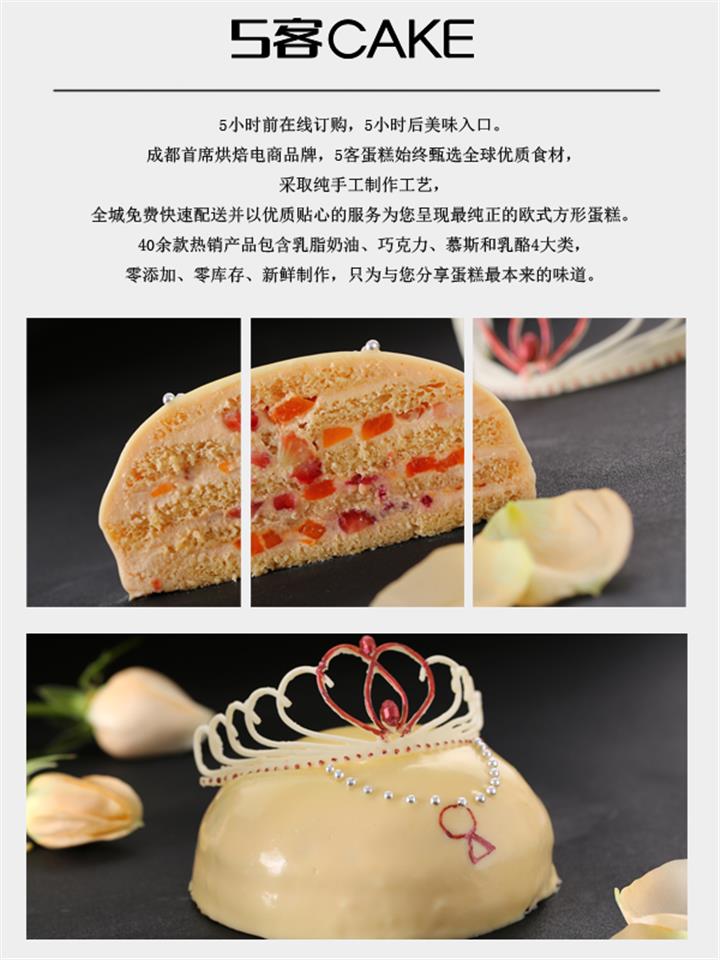 5客CAKE
5小时前在线订购，5小时后美味入口。
成都首席烘焙电商品牌，5客蛋糕始终甄选全球优质食材，
采取纯手工制作工艺，
全城免费快速配送并以优质贴心的服务为您呈现最纯正的欧式方形蛋糕。
40余款热销产品包含乳脂奶油、巧克力、慕斯和乳酪4大类，
零添加、零库存、新鲜制作，只为与您分享蛋糕最本来的味道。